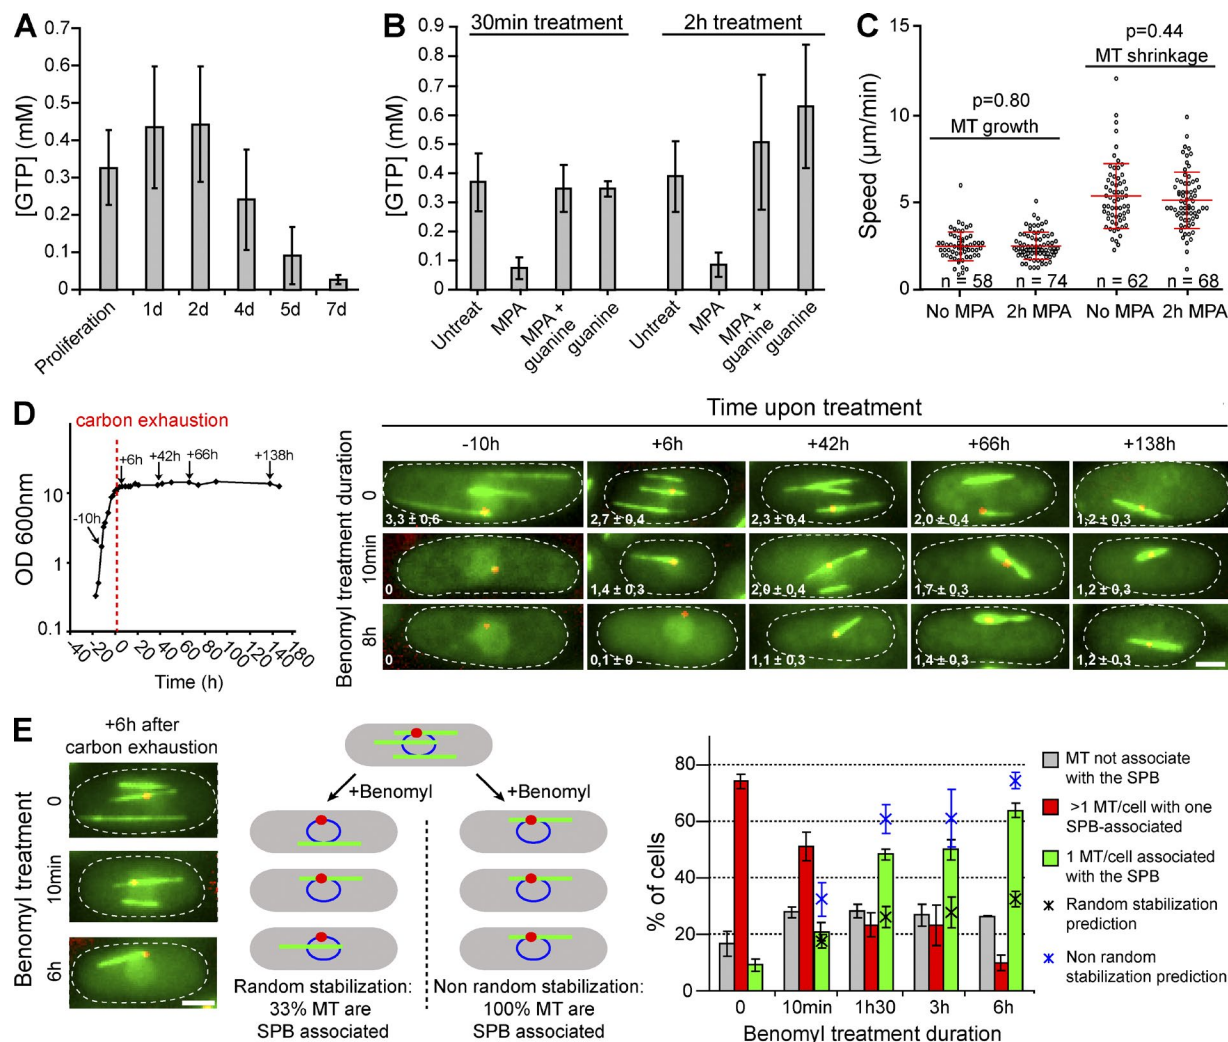 A
[GTP] (mM)
0.7
0.6
0.5
0.4
0.3
0.2
0.1
0
Proliferation
1d
2d
4d
5d
7d
B
30min treatment
2h treatment
[GTP] (mM)
0.9
0.8
0.7
0.6
0.5
0.4
0.3
0.2
0.1
0
Untreat
MPA
MPA +
guanine
guanine
Untreat
MPA
MPA +
guanine
guanine
C
Speed (µm/min)
15
10
5
0
p=0.80
MT growth
p=0.44
MT shrinkage
n = 58
n = 74
n = 62
n = 68
No MPA
2h MPA
No MPA
2h MPA
D
carbon exhaustion
OD 600nm
10
1
0.1
-10h
+6h
+42h
+66h
+138h
-40
-20
0
20
40
60
80
100
120
140
180
Time (h)
Time upon treatment
Benomyl treatment duration
-10h
+6h
+42h
+66h
+138h
0
3,3 ± 0,6
2,7 ± 0,4
2,3 ± 0,4
2,0 ± 0,4
1,2 ± 0,3
10min
0
1,4 ± 0,3
2,0 ± 0,4
1,7 ± 0,3
1,2 ± 0,3
8h
0
0,1 ± 0
1,1 ± 0,3
1,4 ± 0,3
1,2 ± 0,3
E
+6h after
carbon exhaustion
Benomyl treatment
0
10min
6h
+Benomyl
+Benomyl
Random stabilization:
33% MT are
SPB associated
Non random stabilization:
100% MT are
SPB associated
% of cells
80
60
40
20
0
0
10min
1h30
3h
6h
Benomyl treatment duration
MT not associate
with the SPB
>1 MT/cell with one
SPB-associated
1 MT/cell associated
with the SPB
Random stabilization
prediction
Non random
stabilization prediction